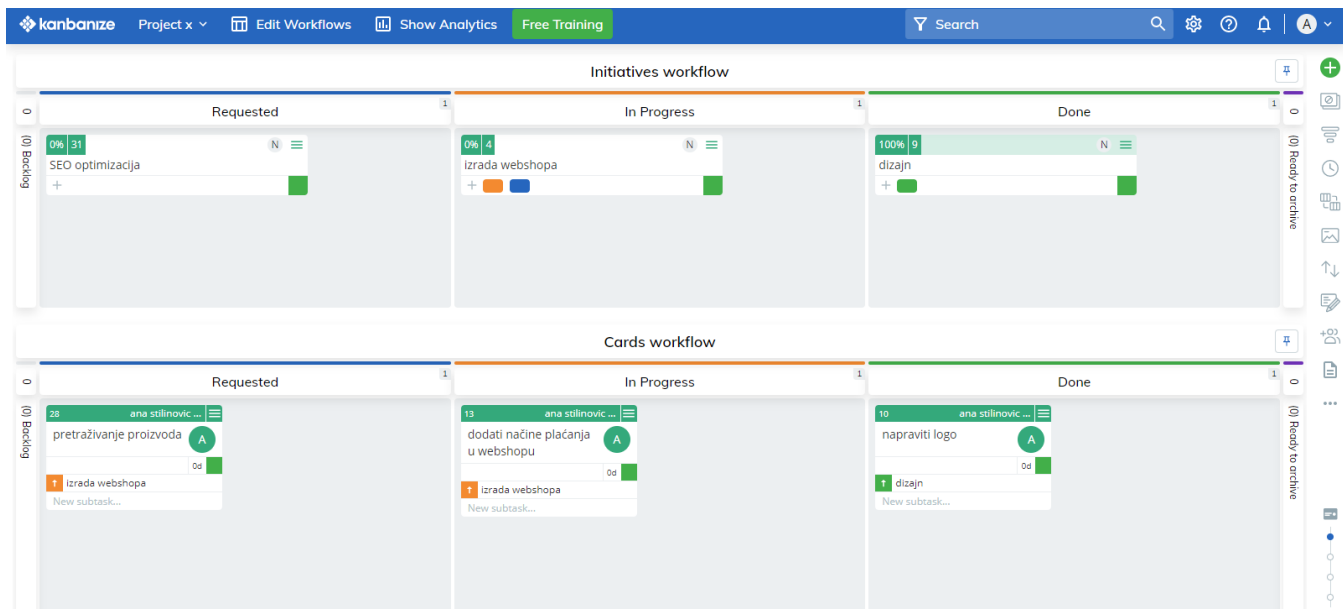 kanbanize Project x Edit Workflows Show Analytics Free Training Search A
Initiatives workflow
0 Requested 1 In Progress 1 Done 1 0
(0) Backlog
(0) Ready to archive
0% 31 N
SEO optimizacija
0% 4 N
izrada webshopa
100% 9 N
dizajn
Cards workflow
0 Requested 1 In Progress 1 Done 1 0
(0) Backlog
(0) Ready to archive
28 ana stilinovic ...
pretraživanje proizvoda
A
0d
izrada webshopa
New subtask...
13 ana stilinovic ...
dodati načine plaćanja
u webshopu
A
0d
izrada webshopa
New subtask...
10 ana stilinovic ...
napraviti logo
A
0d
dizajn
New subtask...